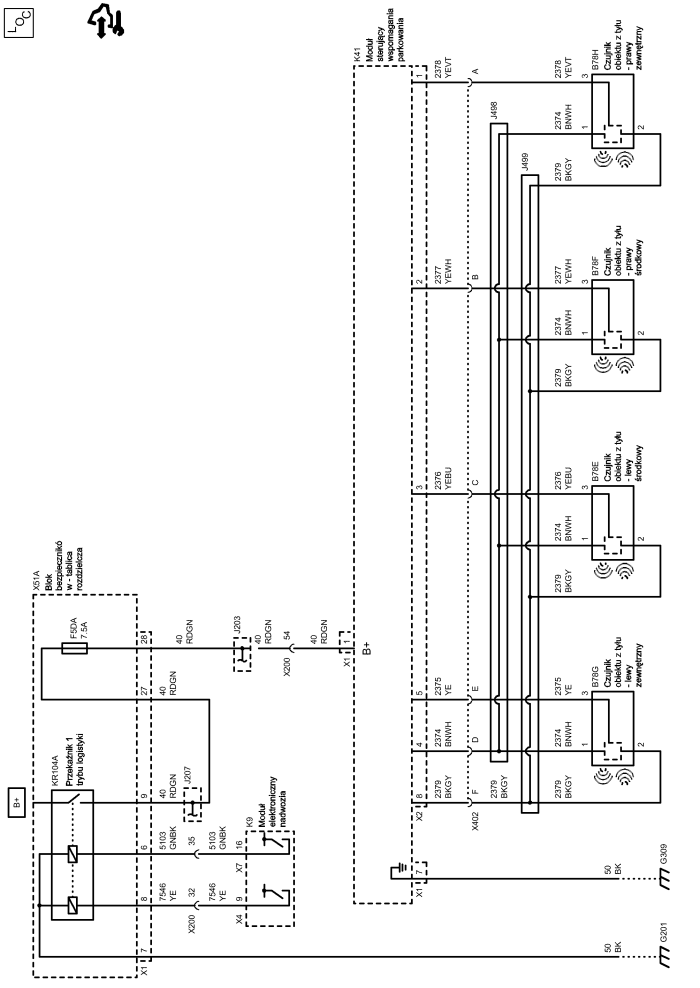 LOC
K41
Moduł
sterujący
wspomagania
parkowania
1
2378
YEVT
A
2378
YEVT
3
B78H
Czujnik
obiektu z tyłu
- prawy
zewnętrzny
J498
2374
BNWH
1
2
J499
2379
BKGY
2
2377
YEWH
B
2377
YEWH
3
B78F
Czujnik
obiektu z tyłu
- prawy
środkowy
2374
BNWH
1
2
2379
BKGY
3
2376
YEBU
C
2376
YEBU
3
B78E
Czujnik
obiektu z tyłu
- lewy
środkowy
2374
BNWH
1
2
2379
BKGY
5
2375
YE
E
2375
YE
3
B78G
Czujnik
obiektu z tyłu
- lewy
zewnętrzny
4
2374
BNWH
D
2374
BNWH
1
2
8
2379
BKGY
F
2379
BKGY
2379
BKGY
X2
X402
X51A
Blok
bezpieczników
w - tablica
rozdzielcza
F5DA
7.5A
28
40
RDGN
J203
40
RDGN
54
X200
40
RDGN
X1
1
B+
27
40
RDGN
B+
KR104A
Przekaźnik 1
trybu logistyki
9
40
RDGN
J207
6
5103
GNBK
35
5103
GNBK
16
X7
K9
Moduł
elektroniczny
nadwozia
8
7546
YE
32
X200
7546
YE
9
X4
7
X1
X1
7
50
BK
G309
50
BK
G201